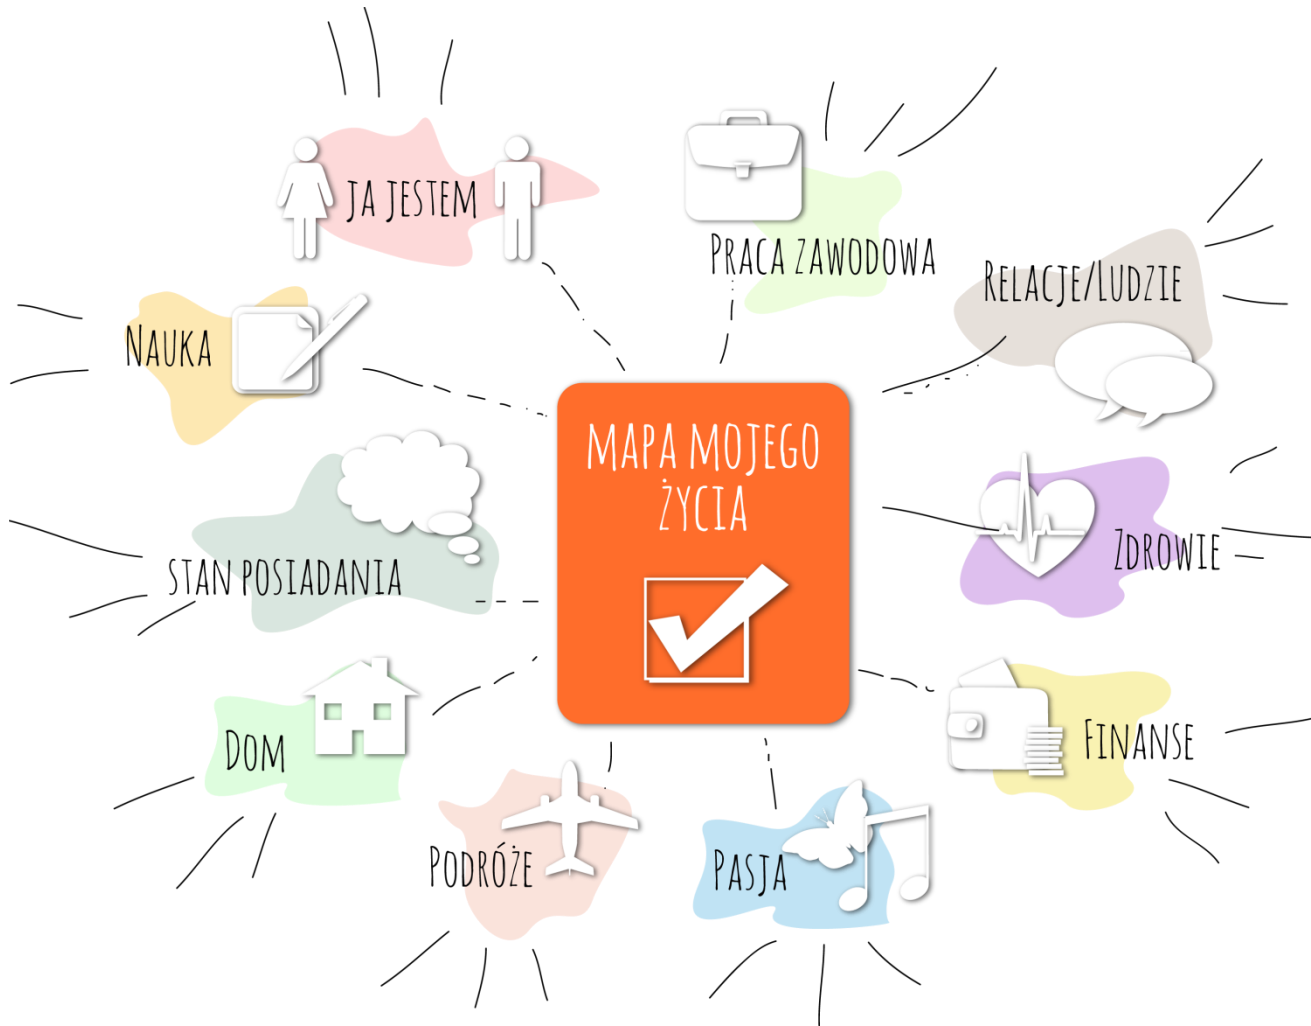 JA JESTEM
PRACA ZAWODOWA
RELACJE/LUDZIE
NAUKA
MAPA MOJEGO
ŻYCIA
STAN POSIADANIA
ZDROWIE
DOM
FINANSE
PODRÓŻE
PASJA